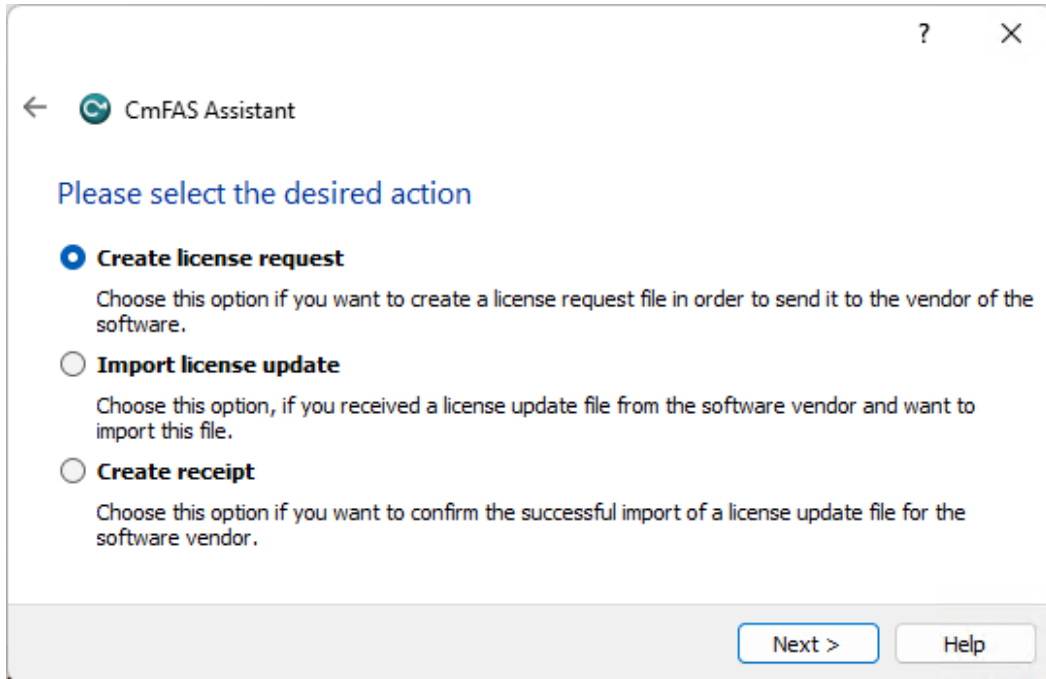 ?
CmFAS Assistant
Please select the desired action
Create license request
Choose this option if you want to create a license request file in order to send it to the vendor of the
software.
Import license update
Choose this option, if you received a license update file from the software vendor and want to
import this file.
Create receipt
Choose this option if you want to confirm the successful import of a license update file for the
software vendor.
Next >
Help